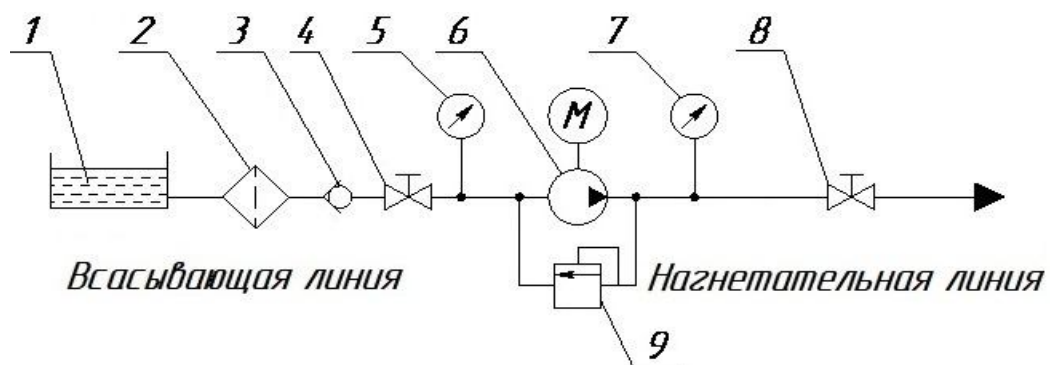 1 2 3 4 5 6 7 8
М
Всасывающая линия
Нагнетательная линия
9